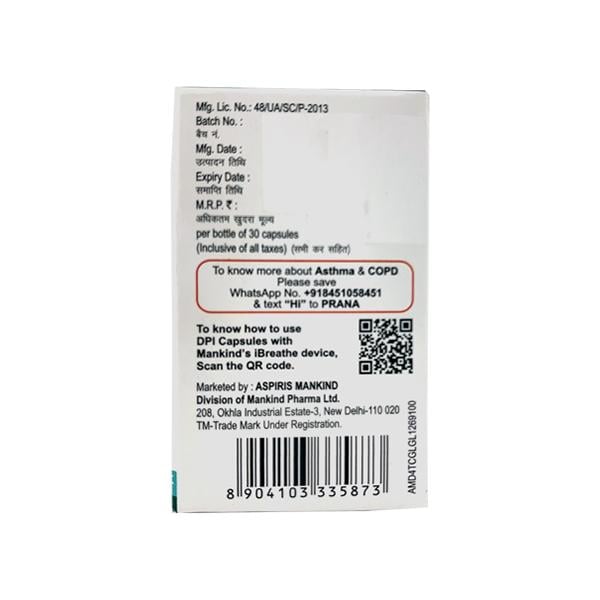 Mfg. Lic. No.: 48/UA/SC/P-2013
Batch No. :
बैच नं.
Mfg. Date :
उत्पादन तिथि
Expiry Date :
समाप्ति तिथि
M.R.P. ₹ :
अधिकतम खुदरा मूल्य
per bottle of 30 capsules
(Inclusive of all taxes) (सभी कर सहित)
To know more about Asthma & COPD
Please save
WhatsApp No. +918451058451
& text “Hi” to PRANA
To know how to use
DPI Capsules with
Mankind's iBreathe device,
Scan the QR code.
Marketed by : ASPIRIS MANKIND
Division of Mankind Pharma Ltd.
208, Okhla Industrial Estate-3, New Delhi-110 020
TM-Trade Mark Under Registration.
8 904103 335873
AMD4TCGLGL1269100